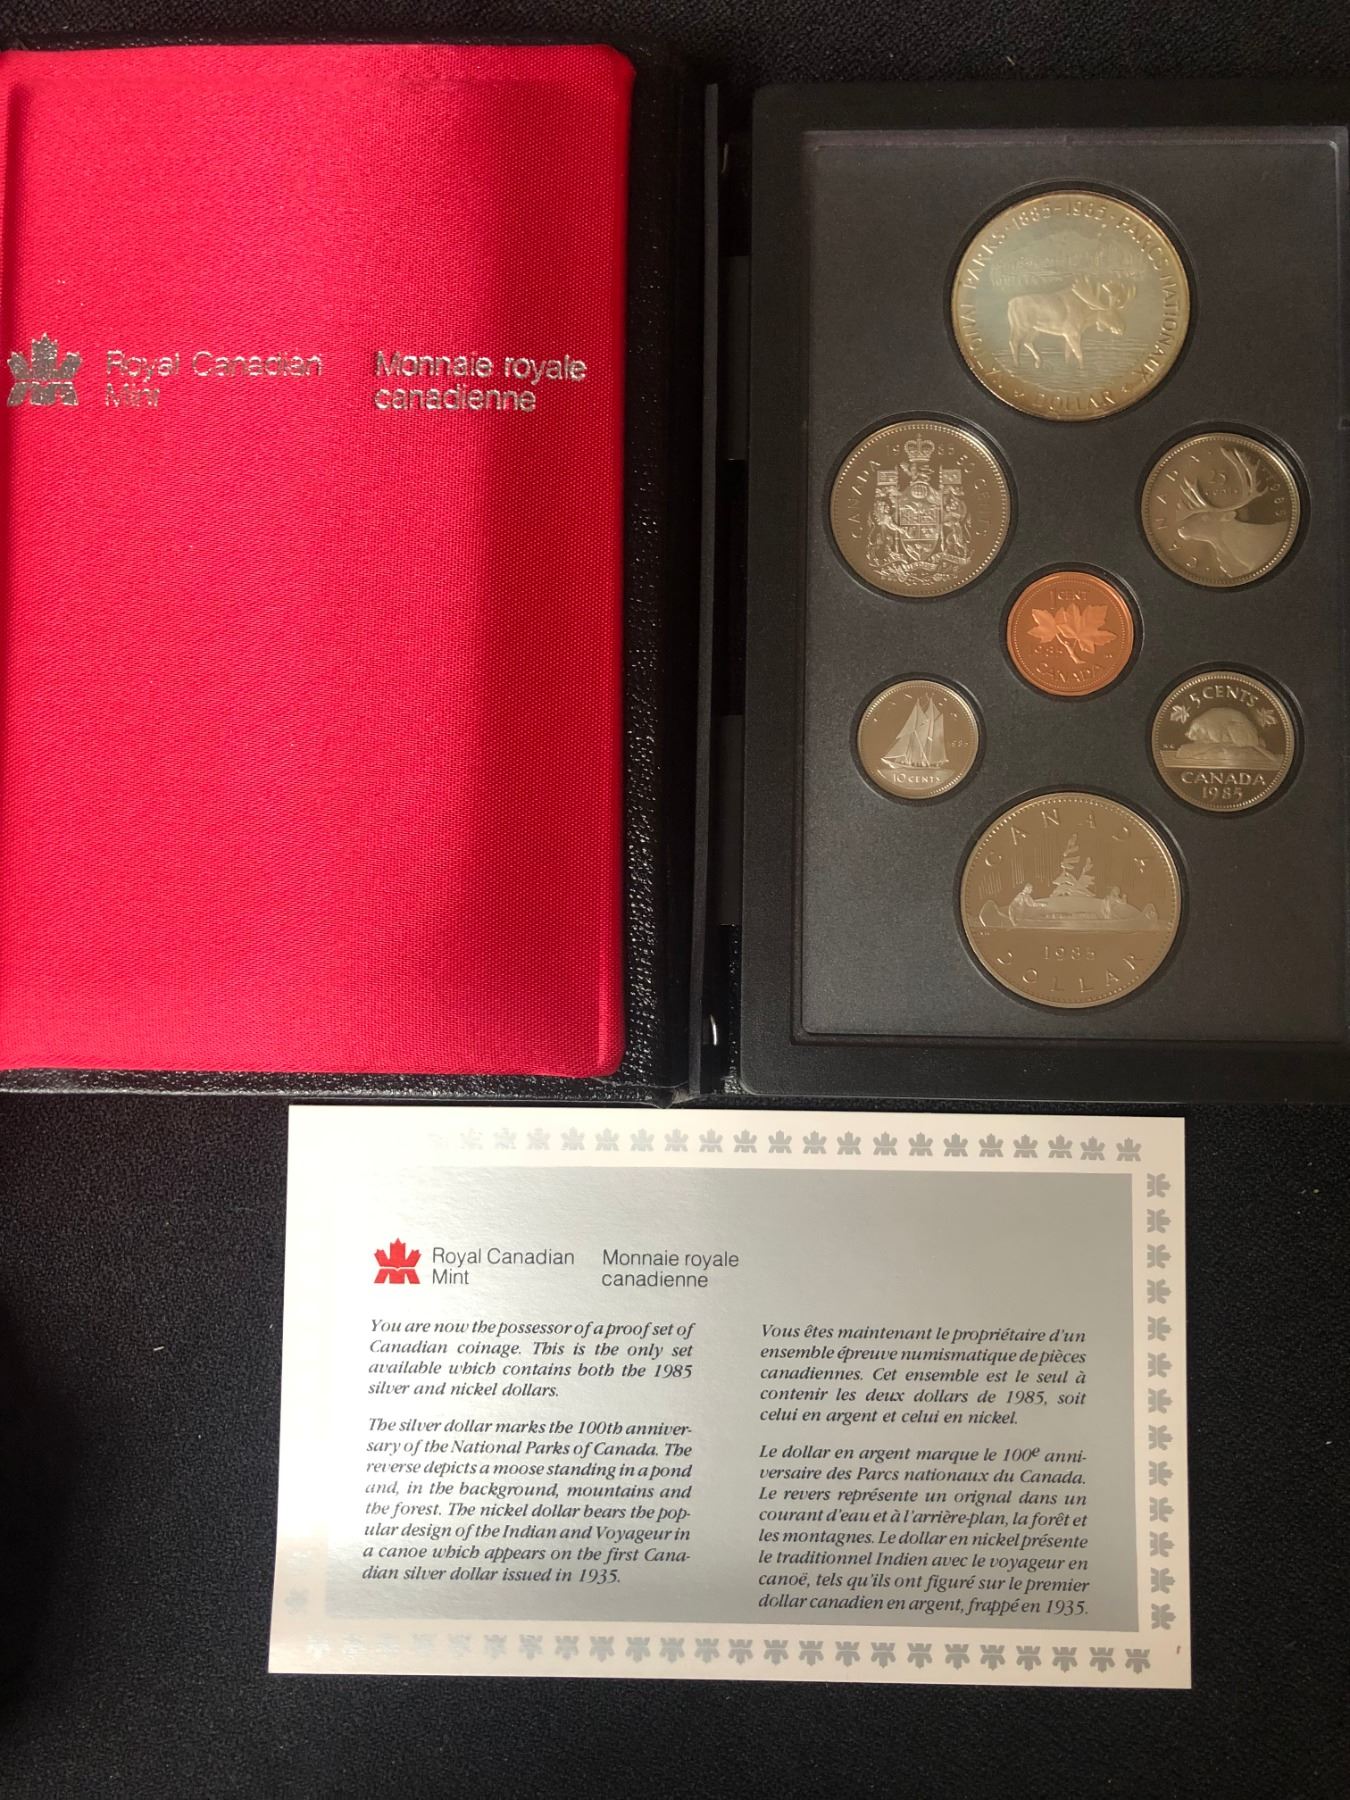 Royal Canadian
Mint
Monnaie royale
canadienne
NATIONAL PARKS · 1885-1985 · PARCS NATIONAUX
DOLLAR
CANADA 1985 50 CENTS
CANADA 1985
25
CENTS
1 CENT
1985
CANADA
CANADA
1985
10 CENTS
5 CENTS
CANADA
1985
CANADA
1985
DOLLAR
Royal Canadian
Mint
Monnaie royale
canadienne
You are now the possessor of a proof set of
Canadian coinage. This is the only set
available which contains both the 1985
silver and nickel dollars.
The silver dollar marks the 100th anniver-
sary of the National Parks of Canada. The
reverse depicts a moose standing in a pond
and, in the background, mountains and
the forest. The nickel dollar bears the pop-
ular design of the Indian and Voyageur in
a canoe which appears on the first Cana-
dian silver dollar issued in 1935.
Vous êtes maintenant le propriétaire d'un
ensemble épreuve numismatique de pièces
canadiennes. Cet ensemble est le seul à
contenir les deux dollars de 1985, soit
celui en argent et celui en nickel.
Le dollar en argent marque le 100e anni-
versaire des Parcs nationaux du Canada.
Le revers représente un orignal dans un
courant d'eau et à l'arrière-plan, la forêt et
les montagnes. Le dollar en nickel présente
le traditionnel Indien avec le voyageur en
canoë, tels qu'ils ont figuré sur le premier
dollar canadien en argent, frappé en 1935.